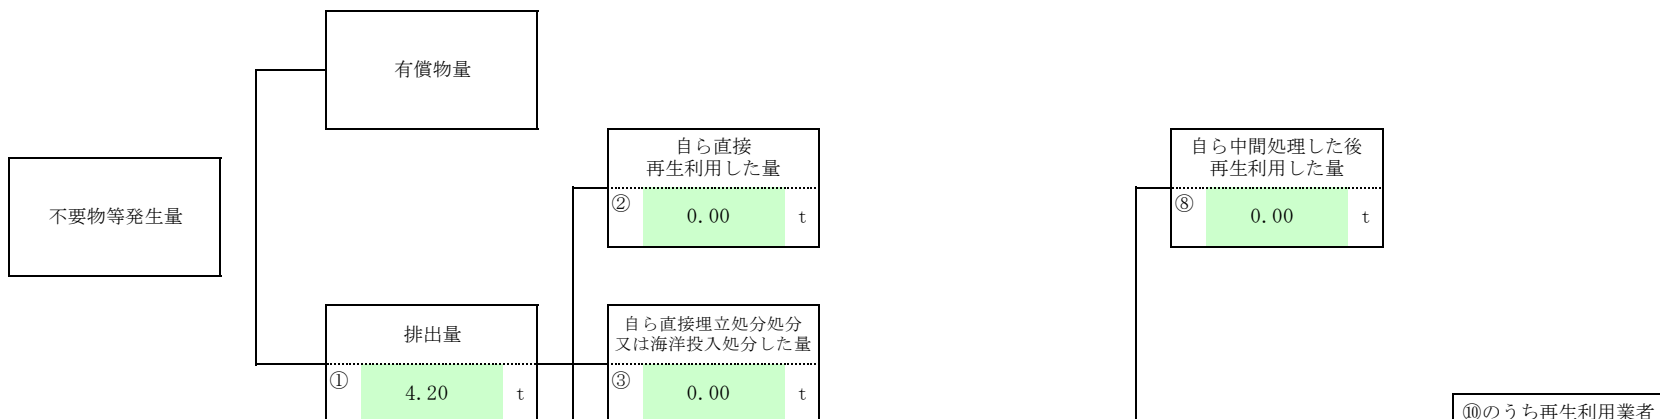 有償物量
不要物等発生量
自ら直接
再生利用した量
② 0.00 t
自ら中間処理した後
再生利用した量
⑧ 0.00 t
排出量
① 4.20 t
自ら直接埋立処分処分
又は海洋投入処分した量
③ 0.00 t
⑩のうち再生利用業者